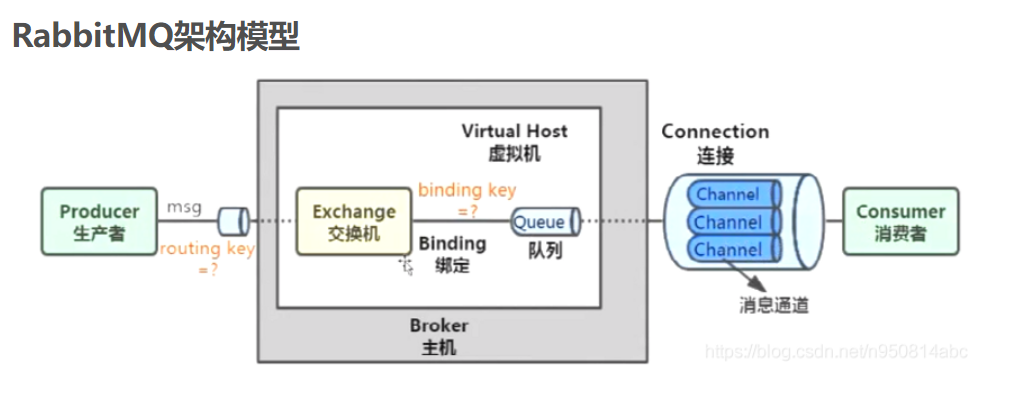 RabbitMQ架构模型
Virtual Host
虚拟机
Connection
连接
Producer
生产者
msg
routing key
=?
Exchange
交换机
binding key
=?
Binding
绑定
Queue
队列
Channel
Channel
Channel
消息通道
Consumer
消费者
Broker
主机
https://blog.csdn.net/n950814abc